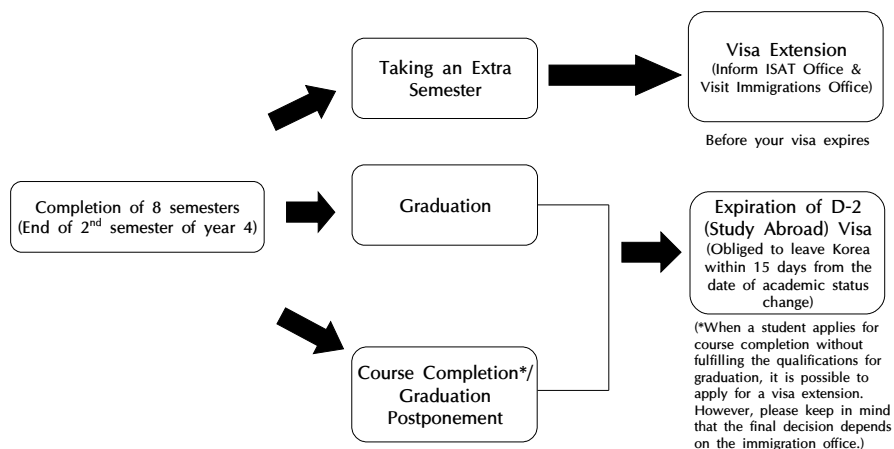 Completion of 8 semesters
(End of 2nd semester of year 4)
Taking an Extra
Semester
Visa Extension
(Inform ISAT Office &
Visit Immigrations Office)
Before your visa expires
Graduation
Course Completion*/
Graduation
Postponement
Expiration of D-2
(Study Abroad) Visa
(Obliged to leave Korea
within 15 days from the
date of academic status
change)
(*When a student applies for
course completion without
fulfilling the qualifications for
graduation, it is possible to
apply for a visa extension.
However, please keep in mind
that the final decision depends
on the immigration office.)